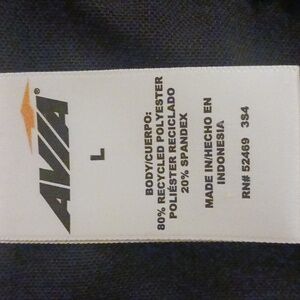 AVIA®
L
BODY/CUERPO:
80% RECYCLED POLYESTER
POLIÉSTER RECICLADO
20% SPANDEX
MADE IN/HECHO EN
INDONESIA
RN# 52469 3S4